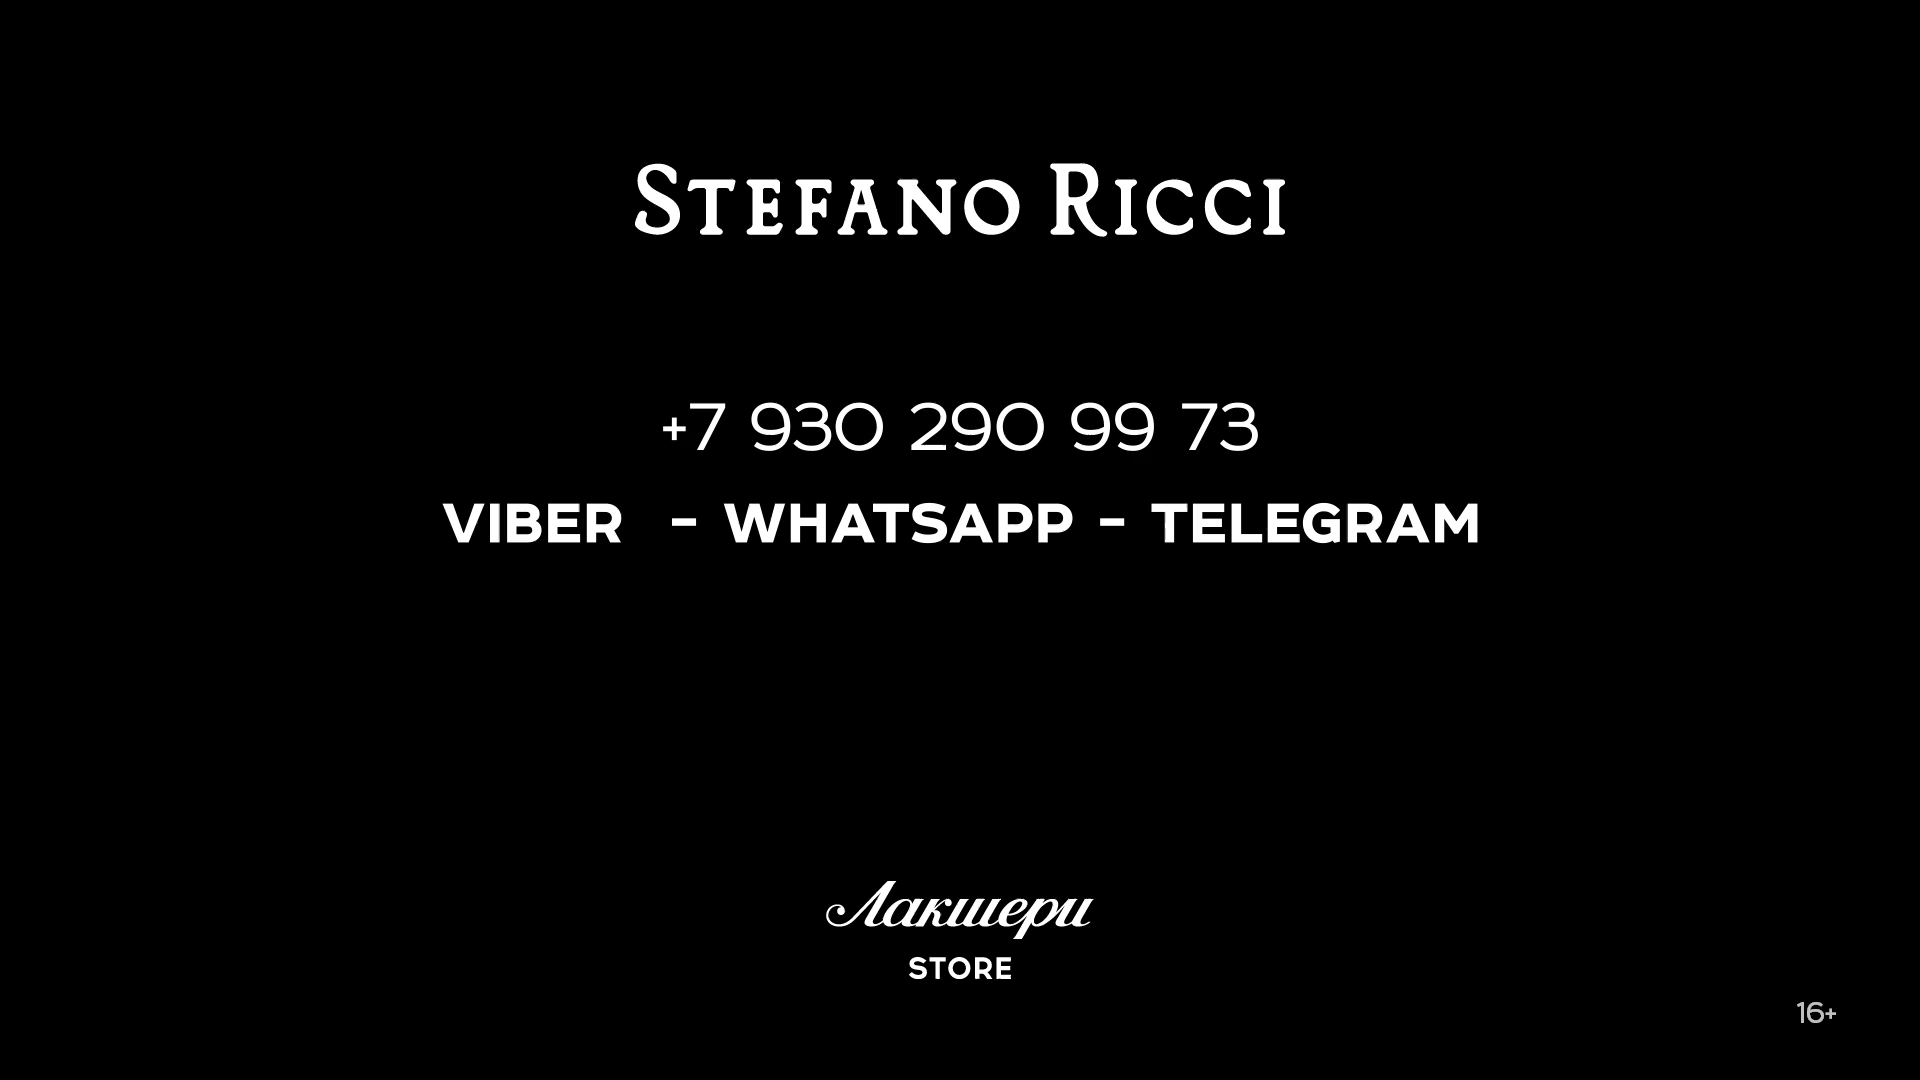 STEFANO RICCI
+7 930 290 99 73
VIBER - WHATSAPP - TELEGRAM
Лакшери
STORE
16+